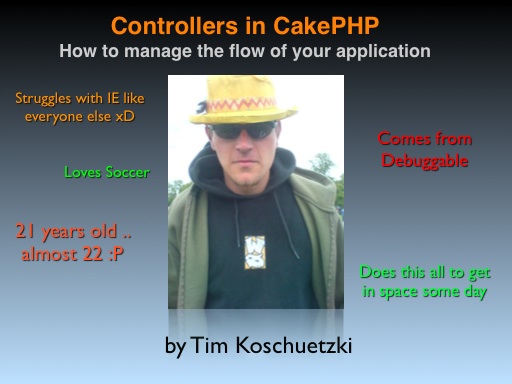 Controllers in CakePHP
How to manage the flow of your application
Struggles with IE like
everyone else xD
Comes from
Debuggable
Loves Soccer
21 years old ..
almost 22 :P
Does this all to get
in space some day
by Tim Koschuetzki